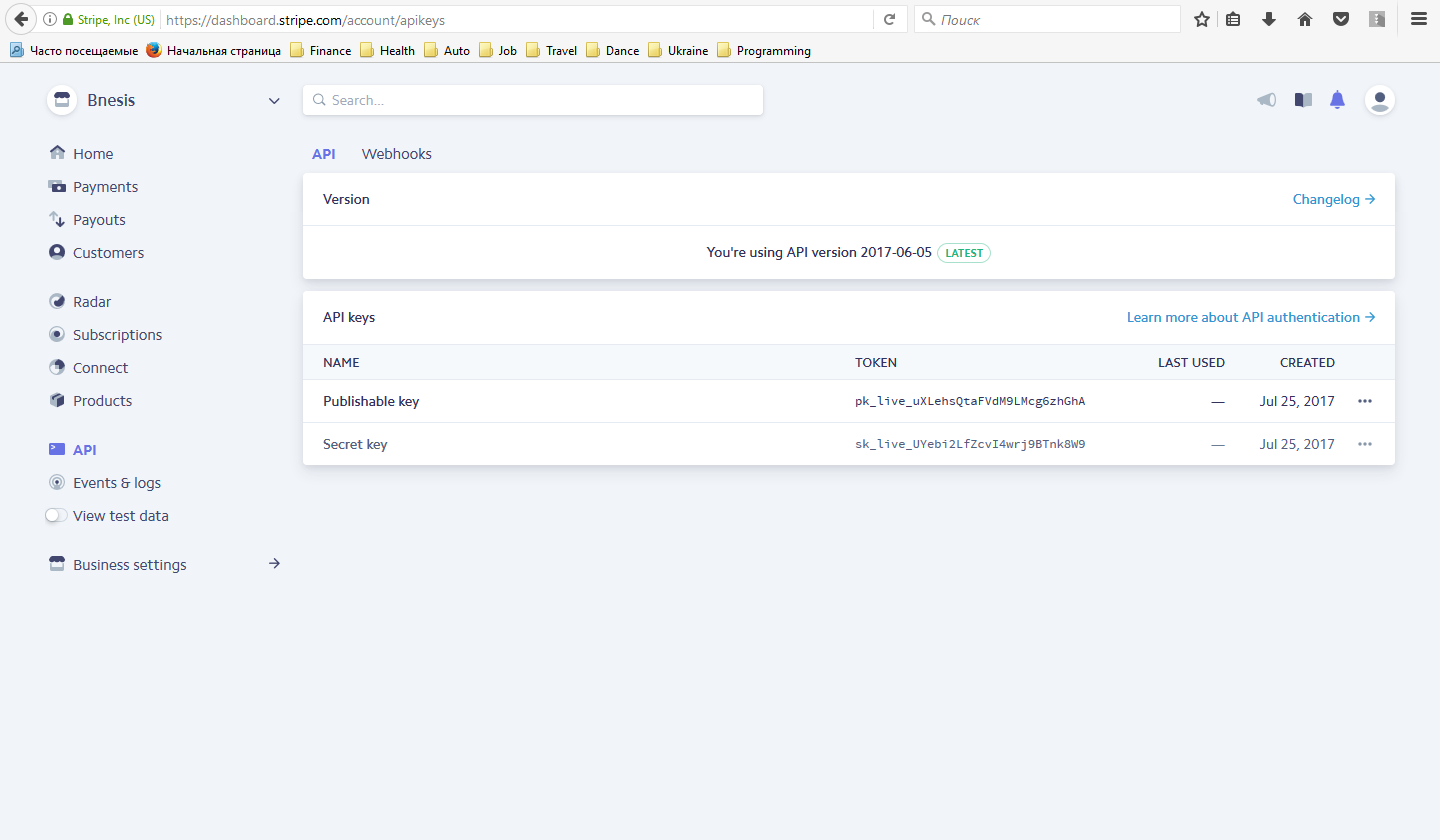 Stripe, Inc (US)
https://dashboard.stripe.com/account/apikeys
Поиск
Часто посещаемые
Начальная страница
Finance
Health
Auto
Job
Travel
Dance
Ukraine
Programming
Bnesis
Search...
Home
Payments
Payouts
Customers
Radar
Subscriptions
Connect
Products
API
Events & logs
View test data
Business settings
API Webhooks
Version Changelog →
You're using API version 2017-06-05 LATEST
API keys Learn more about API authentication →
NAME TOKEN LAST USED CREATED
Publishable key pk_live_uXLehsQtaFVdM9LMcg6zhGhA — Jul 25, 2017
Secret key sk_live_UYebi2LfZcvI4wrj9BTnk8W9 — Jul 25, 2017